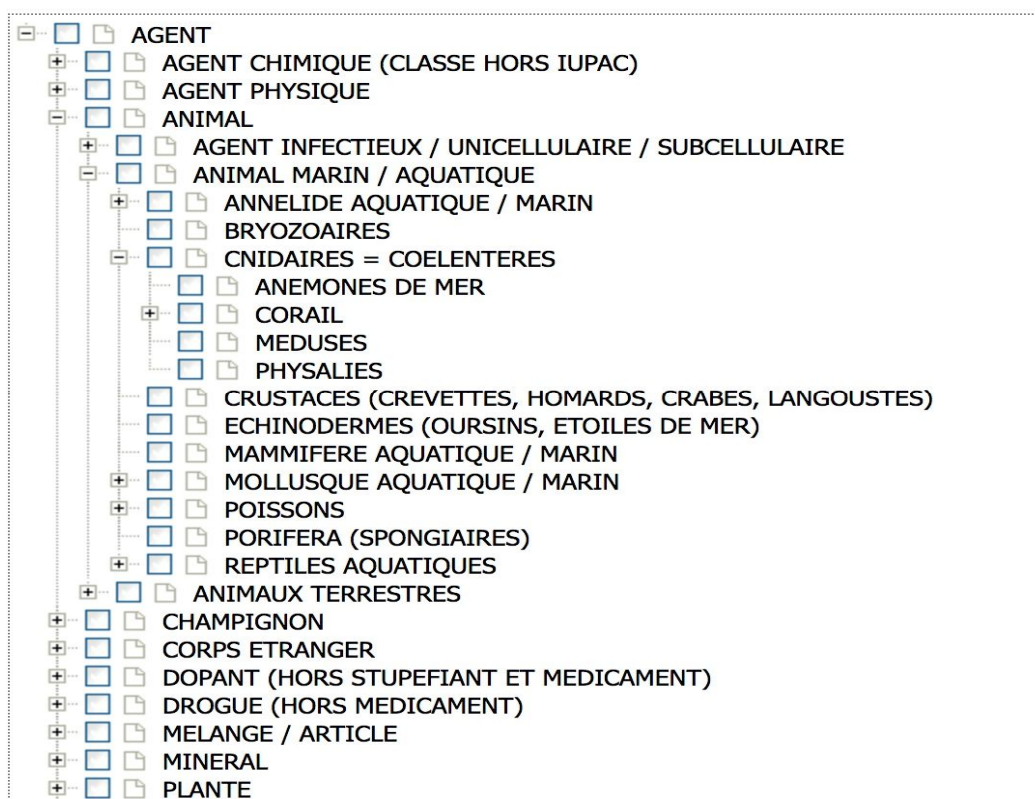 AGENT
AGENT CHIMIQUE (CLASSE HORS IUPAC)
AGENT PHYSIQUE
ANIMAL
AGENT INFECTIEUX / UNICELLULAIRE / SUBCELLULAIRE
ANIMAL MARIN / AQUATIQUE
ANNELIDE AQUATIQUE / MARIN
BRYOZOAIRES
CNIDAIRES = COELENTERES
ANEMONES DE MER
CORAIL
MEDUSES
PHYSALIES
CRUSTACES (CREVETTES, HOMARDS, CRABES, LANGOUSTES)
ECHINODERMES (OURSINS, ETOILES DE MER)
MAMMIFERE AQUATIQUE / MARIN
MOLLUSQUE AQUATIQUE / MARIN
POISSONS
PORIFERA (SPONGIAIRES)
REPTILES AQUATIQUES
ANIMAUX TERRESTRES
CHAMPIGNON
CORPS ETRANGER
DOPANT (HORS STUPEFIANT ET MEDICAMENT)
DROGUE (HORS MEDICAMENT)
MELANGE / ARTICLE
MINERAL
PLANTE